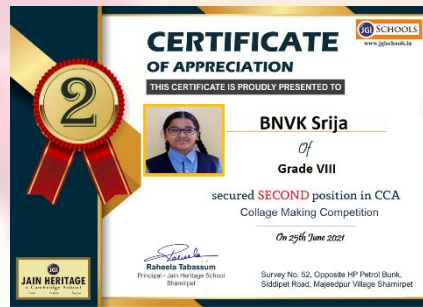 JGI SCHOOLS
www.jgischools.in
CERTIFICATE
OF APPRECIATION
THIS CERTIFICATE IS PROUDLY PRESENTED TO
2
BNVK Srija
Of
Grade VIII
secured SECOND position in CCA
Collage Making Competition
On 25th June 2021
Raheela Tabassum
Principal - Jain Heritage School
Shamirpet
JGI
JAIN HERITAGE
a Cambridge School
Survey No. 52, Opposite HP Petrol Bunk,
Siddipet Road, Majeedpur Village Shamirpet